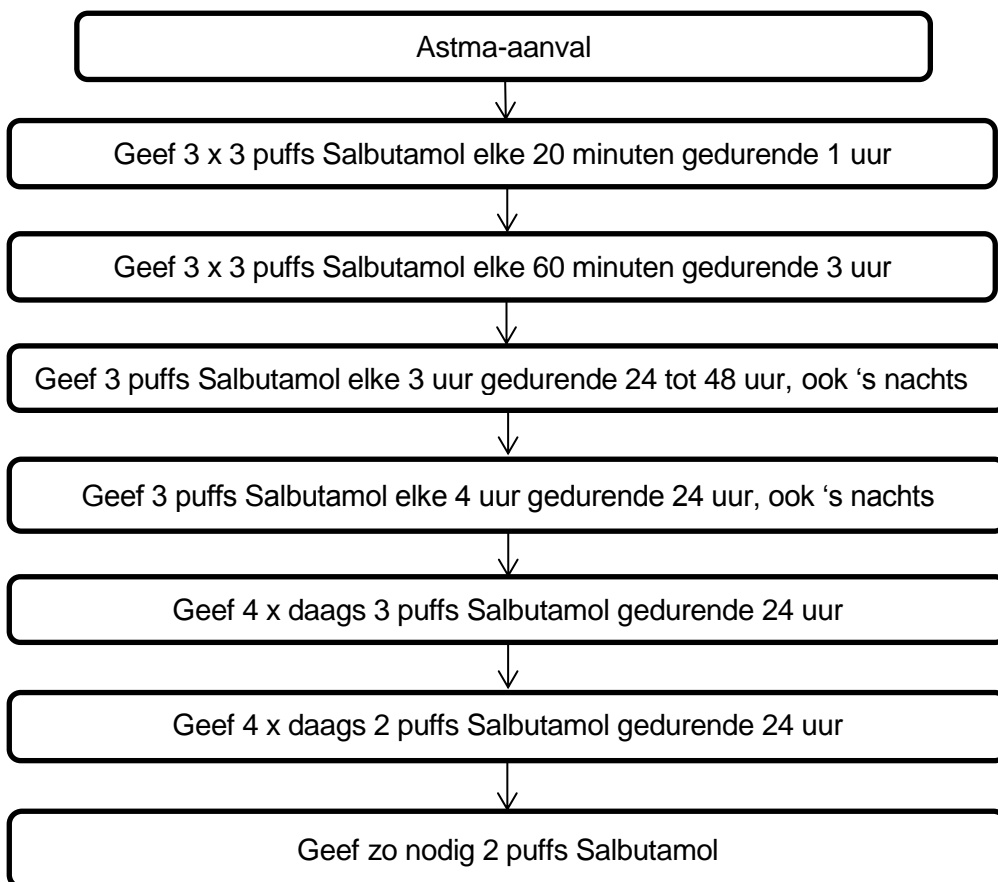 Astma-aanval
Geef 3 x 3 puffs Salbutamol elke 20 minuten gedurende 1 uur
Geef 3 x 3 puffs Salbutamol elke 60 minuten gedurende 3 uur
Geef 3 puffs Salbutamol elke 3 uur gedurende 24 tot 48 uur, ook ‘s nachts
Geef 3 puffs Salbutamol elke 4 uur gedurende 24 uur, ook ‘s nachts
Geef 4 x daags 3 puffs Salbutamol gedurende 24 uur
Geef 4 x daags 2 puffs Salbutamol gedurende 24 uur
Geef zo nodig 2 puffs Salbutamol